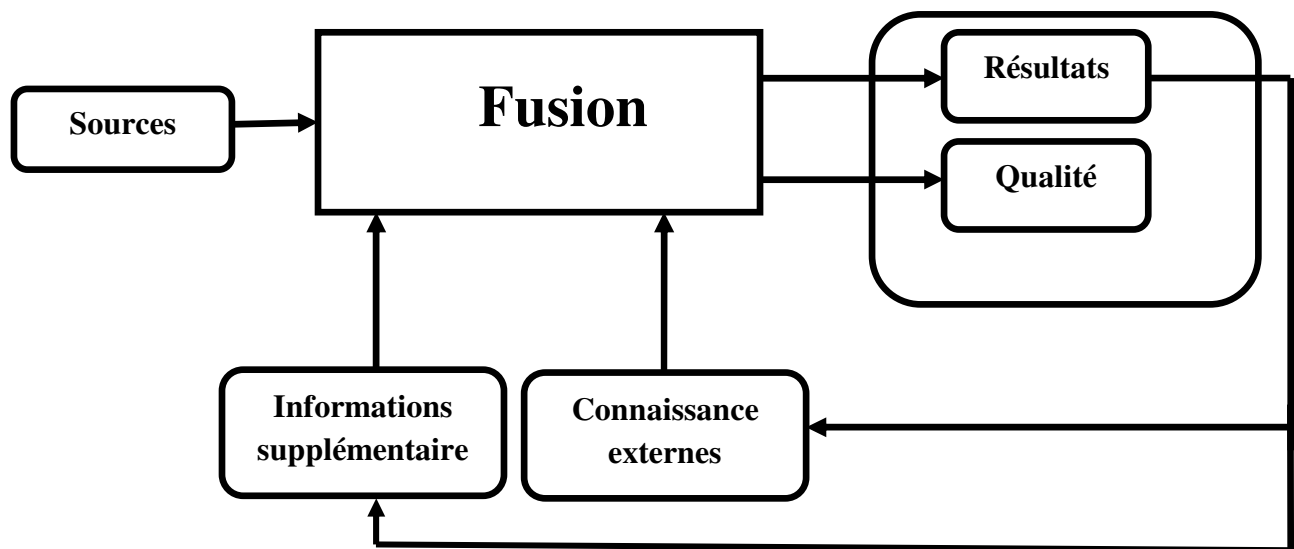 Sources
Fusion
Résultats
Qualité
Informations
supplémentaire
Connaissance
externes